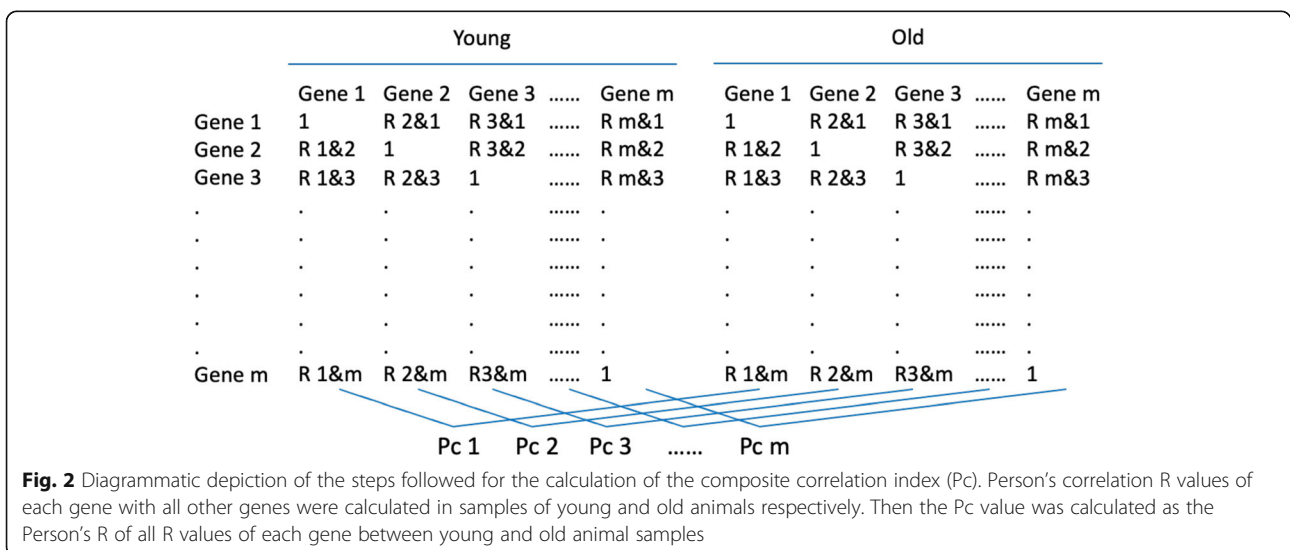 Young Old
Gene 1 Gene 2 Gene 3 ...... Gene m Gene 1 Gene 2 Gene 3 ...... Gene m
Gene 1 1 R 2&1 R 3&1 ...... R m&1 1 R 2&1 R 3&1 ...... R m&1
Gene 2 R 1&2 1 R 3&2 ...... R m&2 R 1&2 1 R 3&2 ...... R m&2
Gene 3 R 1&3 R 2&3 1 ...... R m&3 R 1&3 R 2&3 1 ...... R m&3
. . . . ...... . . . . ...... .
. . . . ...... . . . . ...... .
. . . . ...... . . . . ...... .
. . . . ...... . . . . ...... .
. . . . ...... . . . . ...... .
. . . . ...... . . . . ...... .
Gene m R 1&m R 2&m R3&m ...... 1 R 1&m R 2&m R3&m ...... 1
Pc 1 Pc 2 Pc 3 ...... Pc m
Fig. 2 Diagrammatic depiction of the steps followed for the calculation of the composite correlation index (Pc). Person's correlation R values of
each gene with all other genes were calculated in samples of young and old animals respectively. Then the Pc value was calculated as the
Person's R of all R values of each gene between young and old animal samples